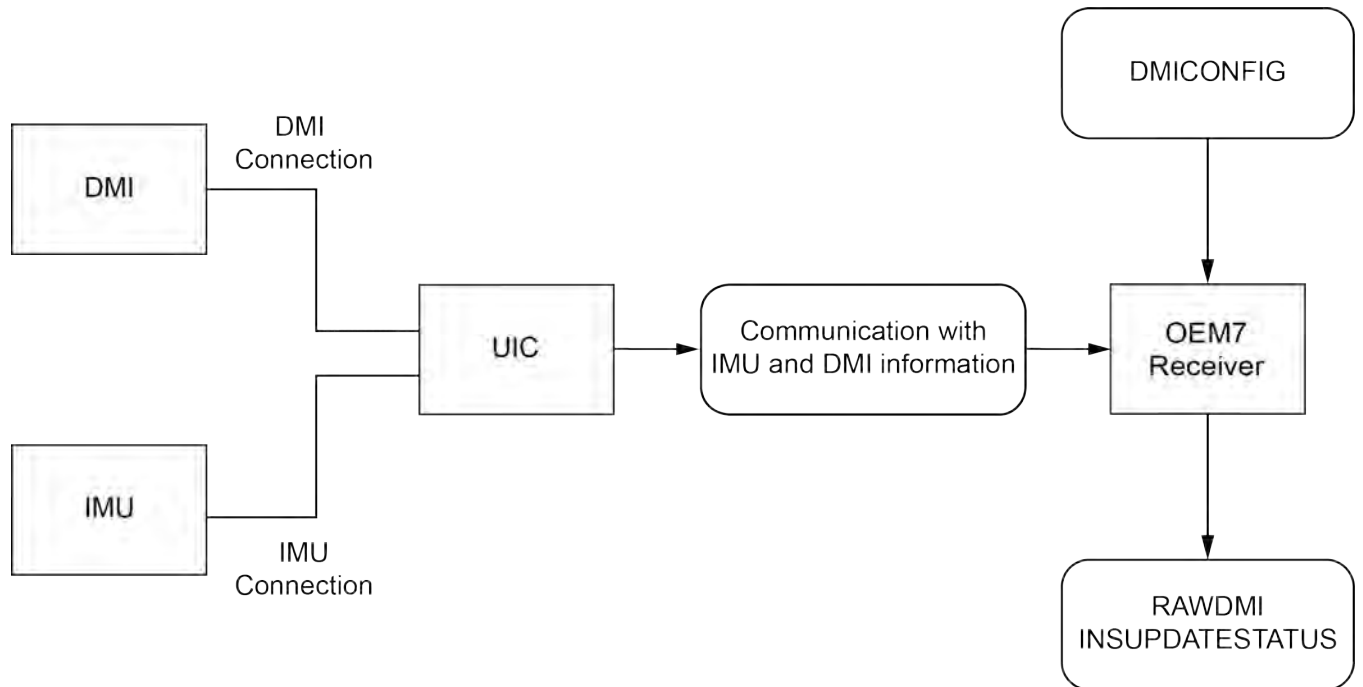 DMICONFIG
DMI
Connection
DMI
UIC
Communication with
IMU and DMI information
OEM7
Receiver
IMU
IMU
Connection
RAWDMI
INSUPDATESTATUS